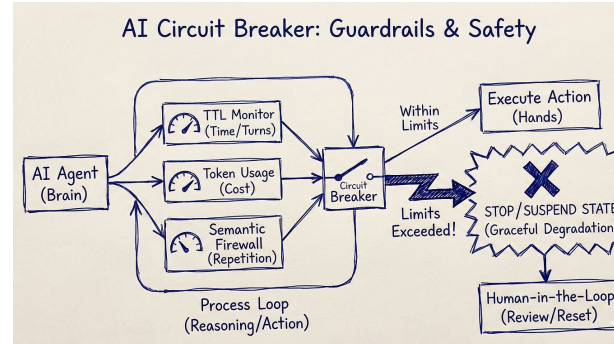 AI Circuit Breaker: Guardrails & Safety
AI Agent
(Brain)
TTL Monitor
(Time/Turns)
Token Usage
(Cost)
Semantic
Firewall
(Repetition)
Circuit
Breaker
Within
Limits
Execute Action
(Hands)
Limits
Exceeded!
STOP/SUSPEND STATE
(Graceful Degradation
Human-in-the-Loop
(Review/Reset)
Process Loop
(Reasoning/Action)